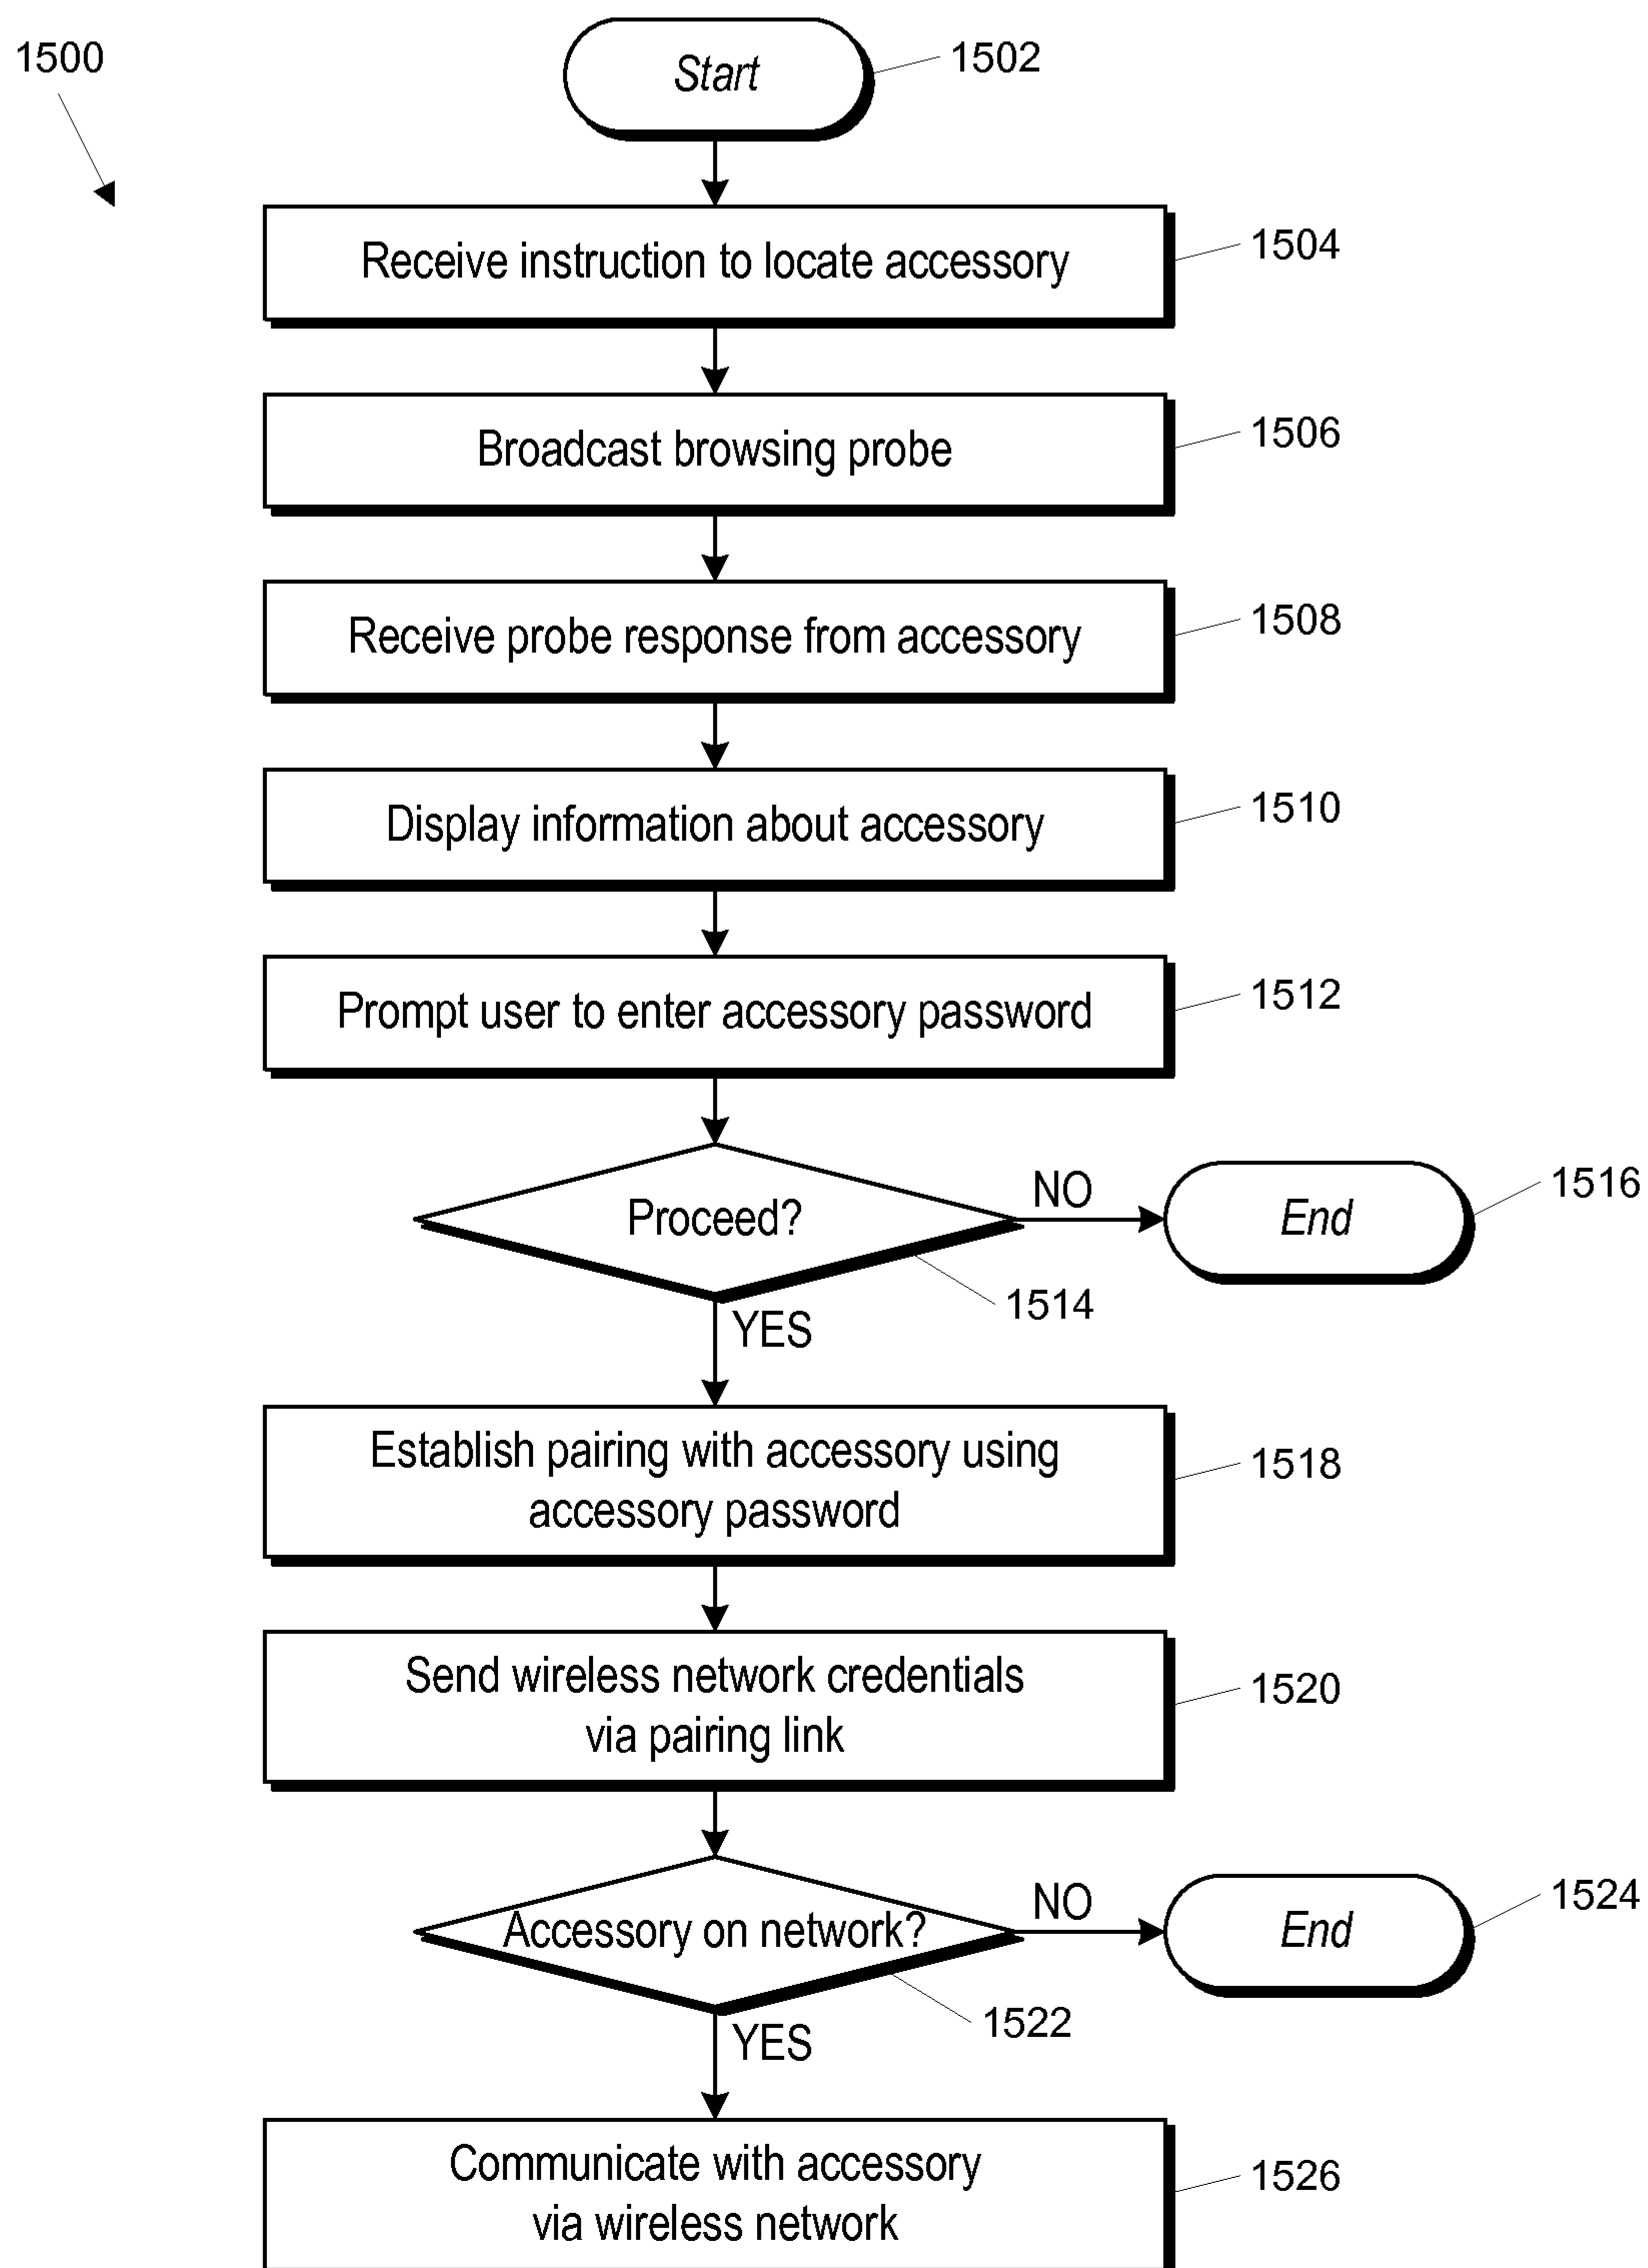 1500
Start
1502
Receive instruction to locate accessory
1504
Broadcast browsing probe
1506
Receive probe response from accessory
1508
Display information about accessory
1510
Prompt user to enter accessory password
1512
Proceed?
NO
End
1516
1514
YES
Establish pairing with accessory using
accessory password
1518
Send wireless network credentials
via pairing link
1520
Accessory on network?
NO
End
1524
1522
YES
Communicate with accessory
via wireless network
1526